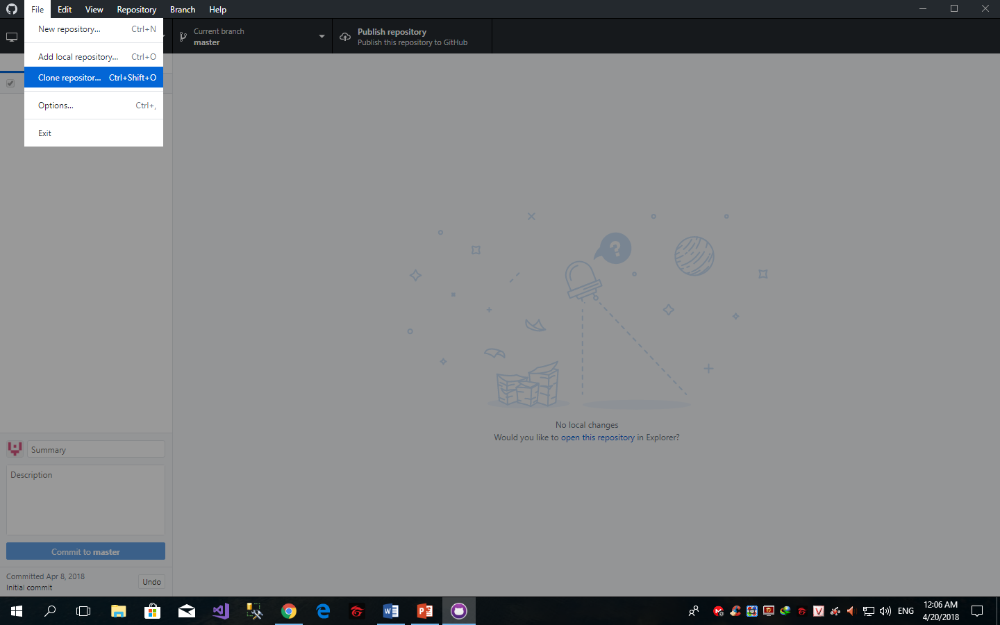 File Edit View Repository Branch Help
New repository... Ctrl+N
Add local repository... Ctrl+O
Clone repositor... Ctrl+Shift+O
Options... Ctrl+,
Exit
Current branch
master
Publish repository
Publish this repository to GitHub
?
No local changes
Would you like to open this repository in Explorer?
Summary
Description
Commit to master
Committed Apr 8, 2018
Initial commit
Undo
ENG
12:06 AM
4/20/2018